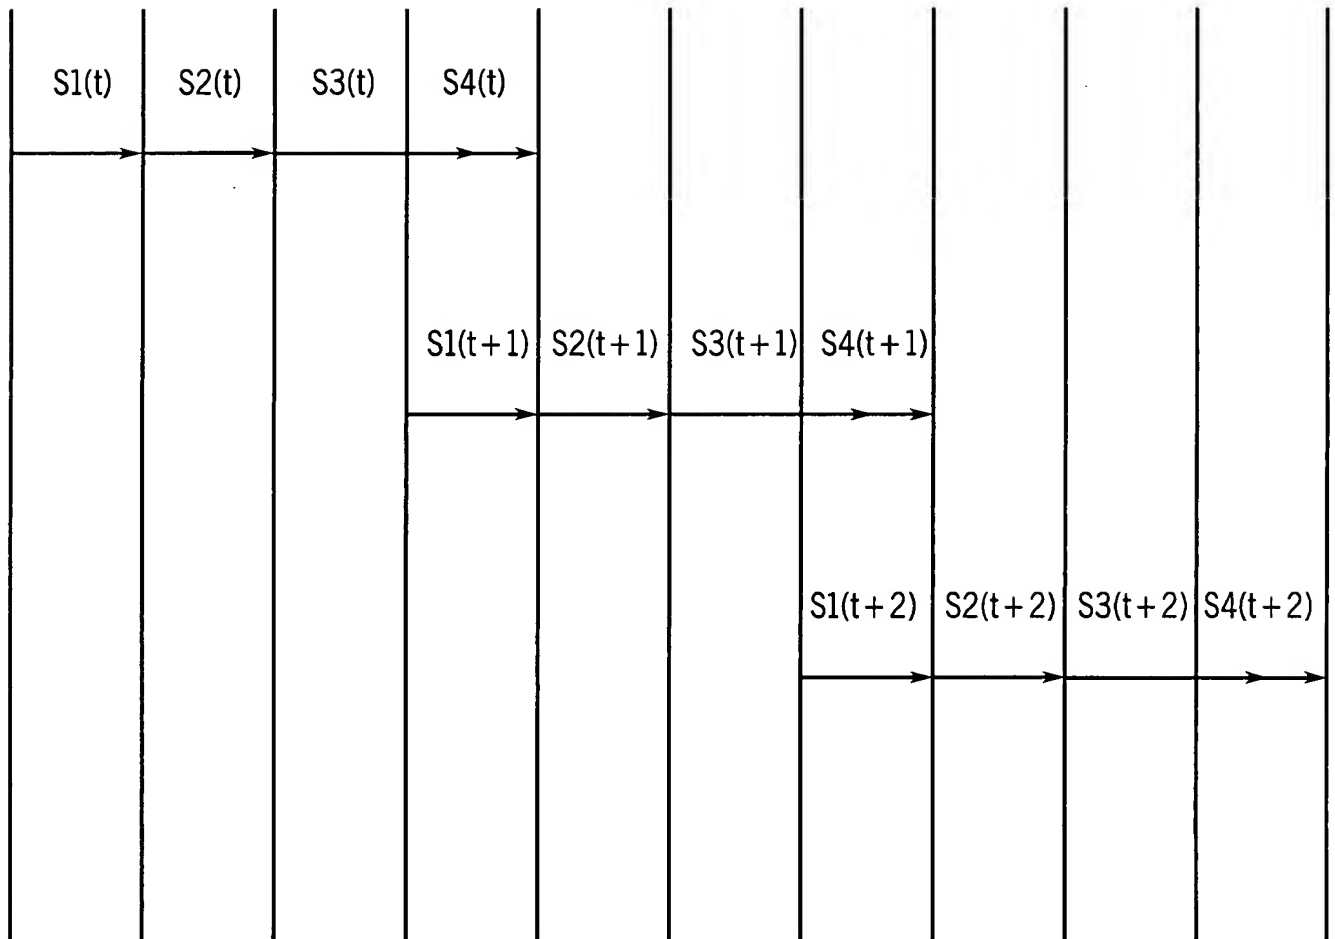 S1(t) S2(t) S3(t) S4(t)
S1(t+1) S2(t+1) S3(t+1) S4(t+1)
S1(t+2) S2(t+2) S3(t+2) S4(t+2)